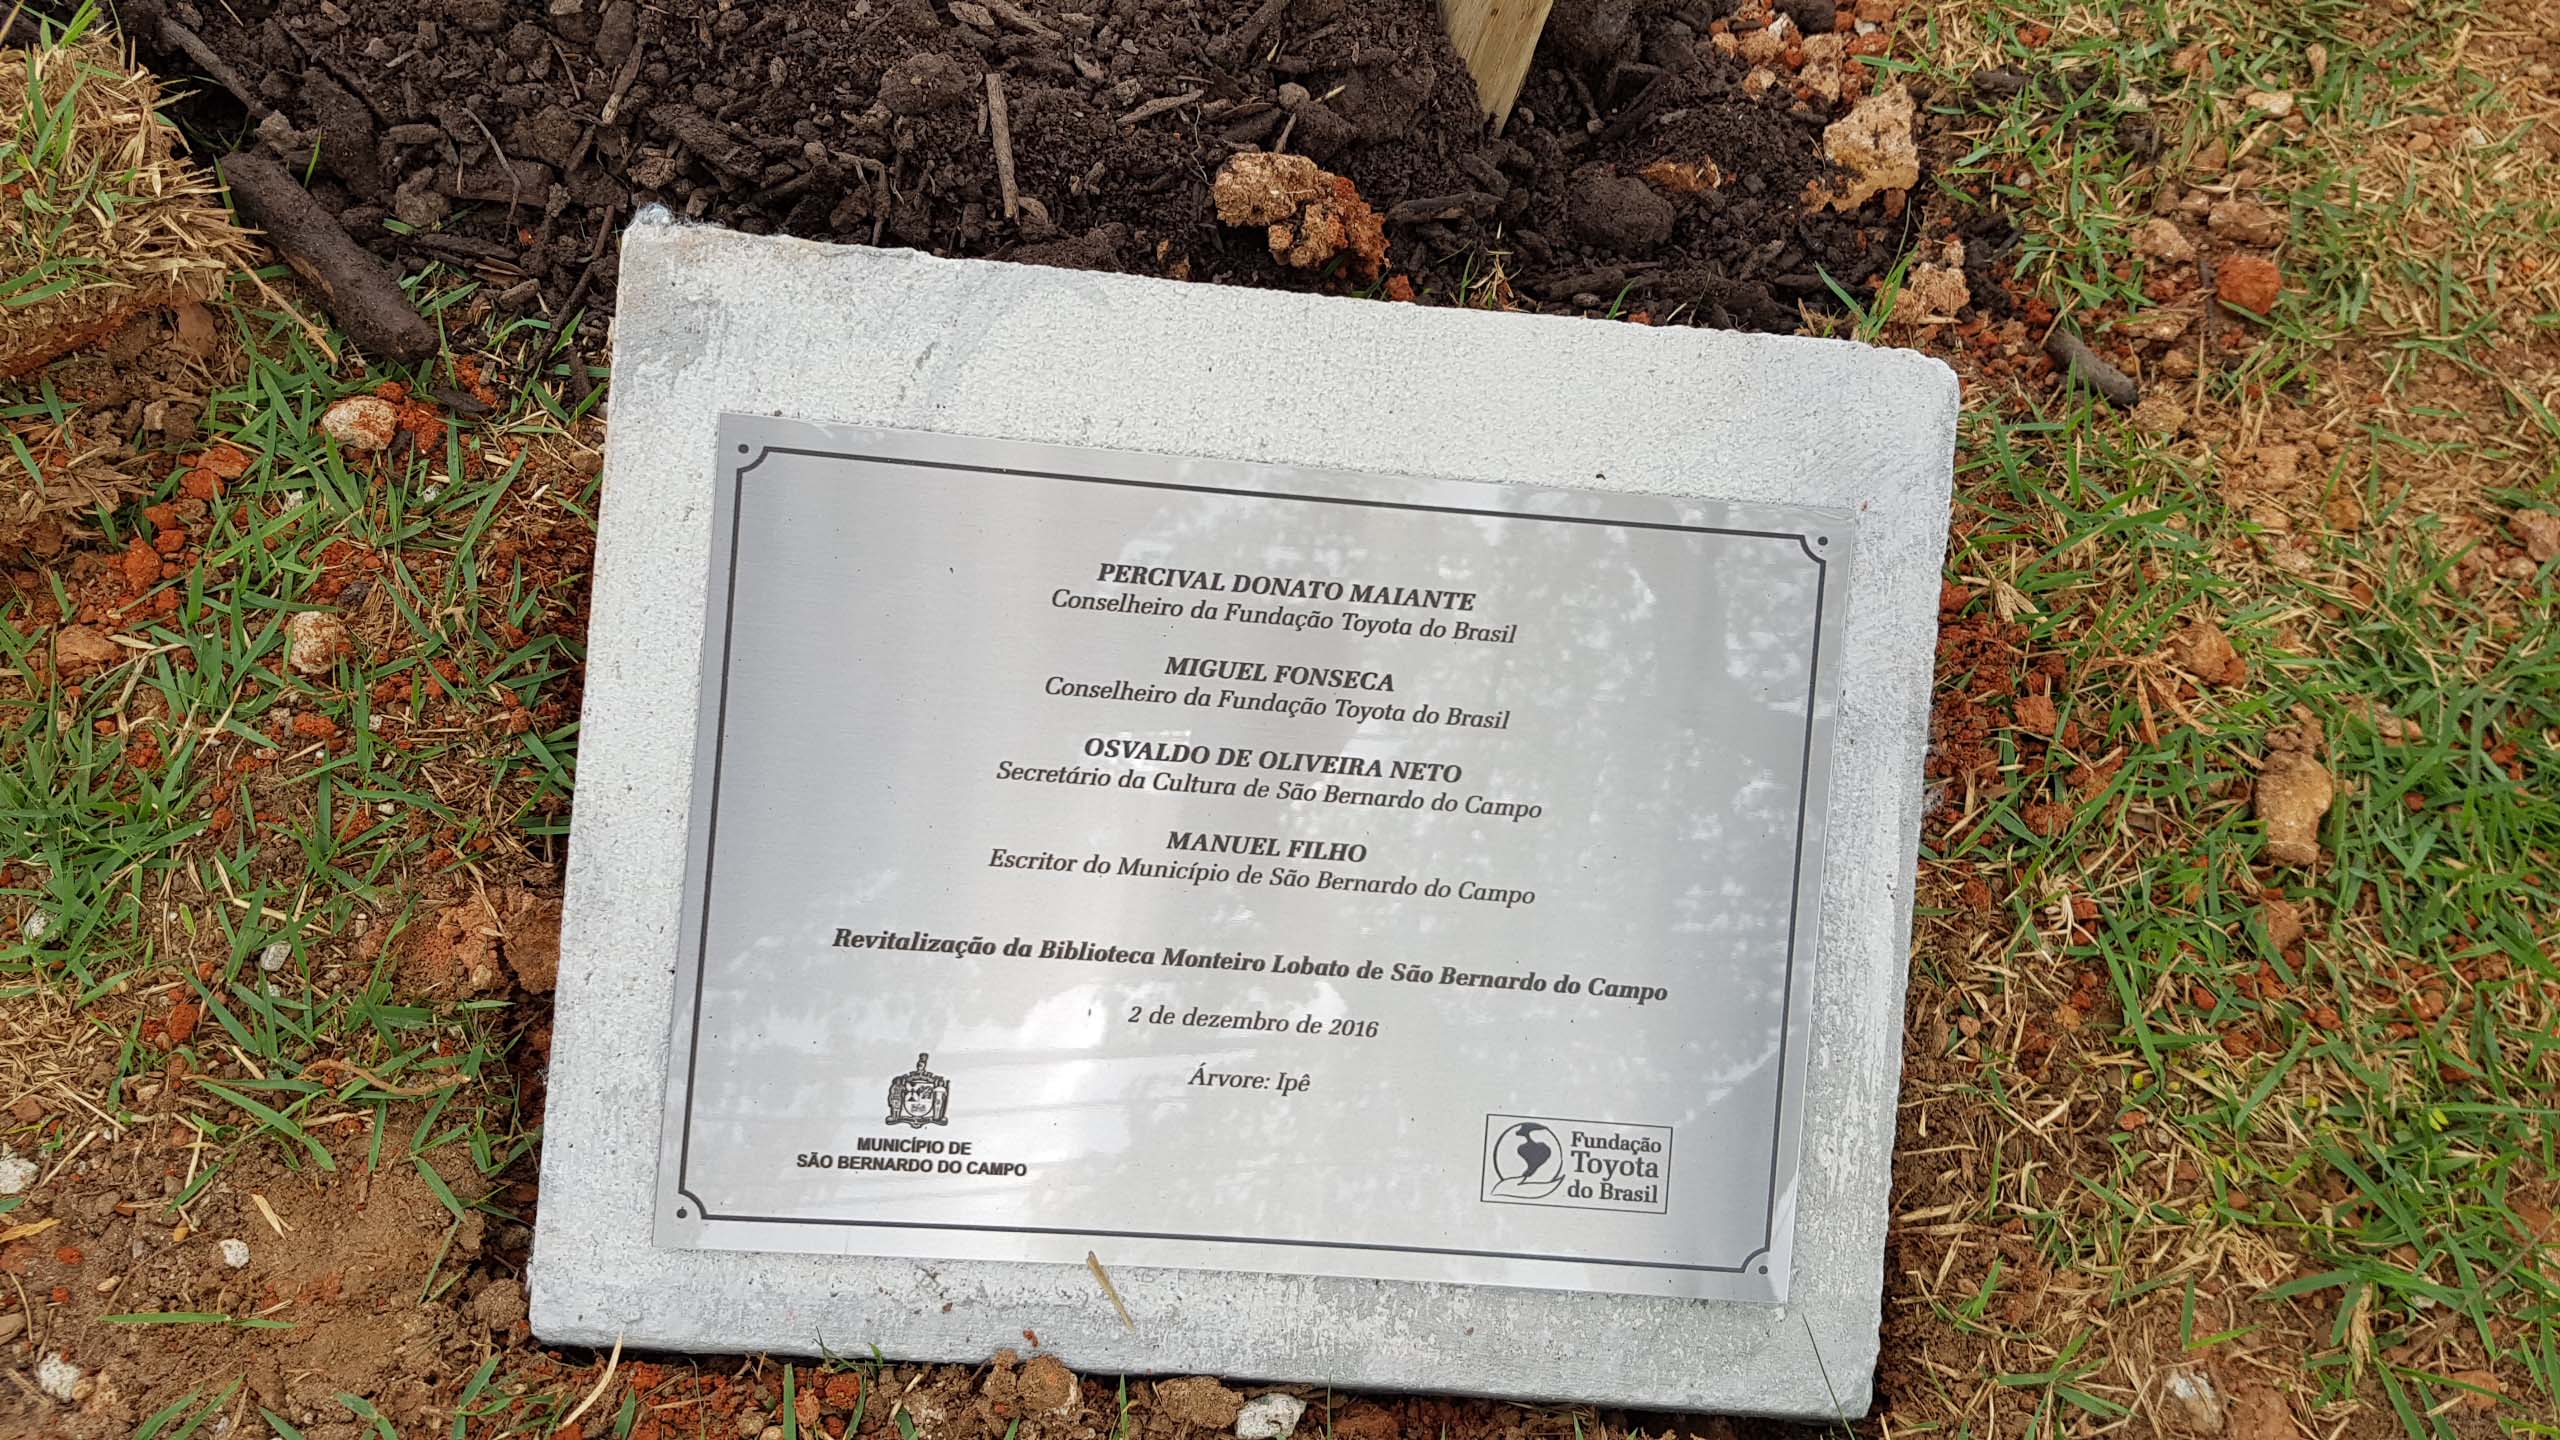 PERCIVAL DONATO MAIANTE
Conselheiro da Fundação Toyota do Brasil
MIGUEL FONSECA
Conselheiro da Fundação Toyota do Brasil
OSVALDO DE OLIVEIRA NETO
Secretário da Cultura de São Bernardo do Campo
MANUEL FILHO
Escritor do Município de São Bernardo do Campo
Revitalização da Biblioteca Monteiro Lobato de São Bernardo do Campo
2 de dezembro de 2016
Árvore: Ipê
MUNICÍPIO DE
SÃO BERNARDO DO CAMPO
Fundação
Toyota
do Brasil